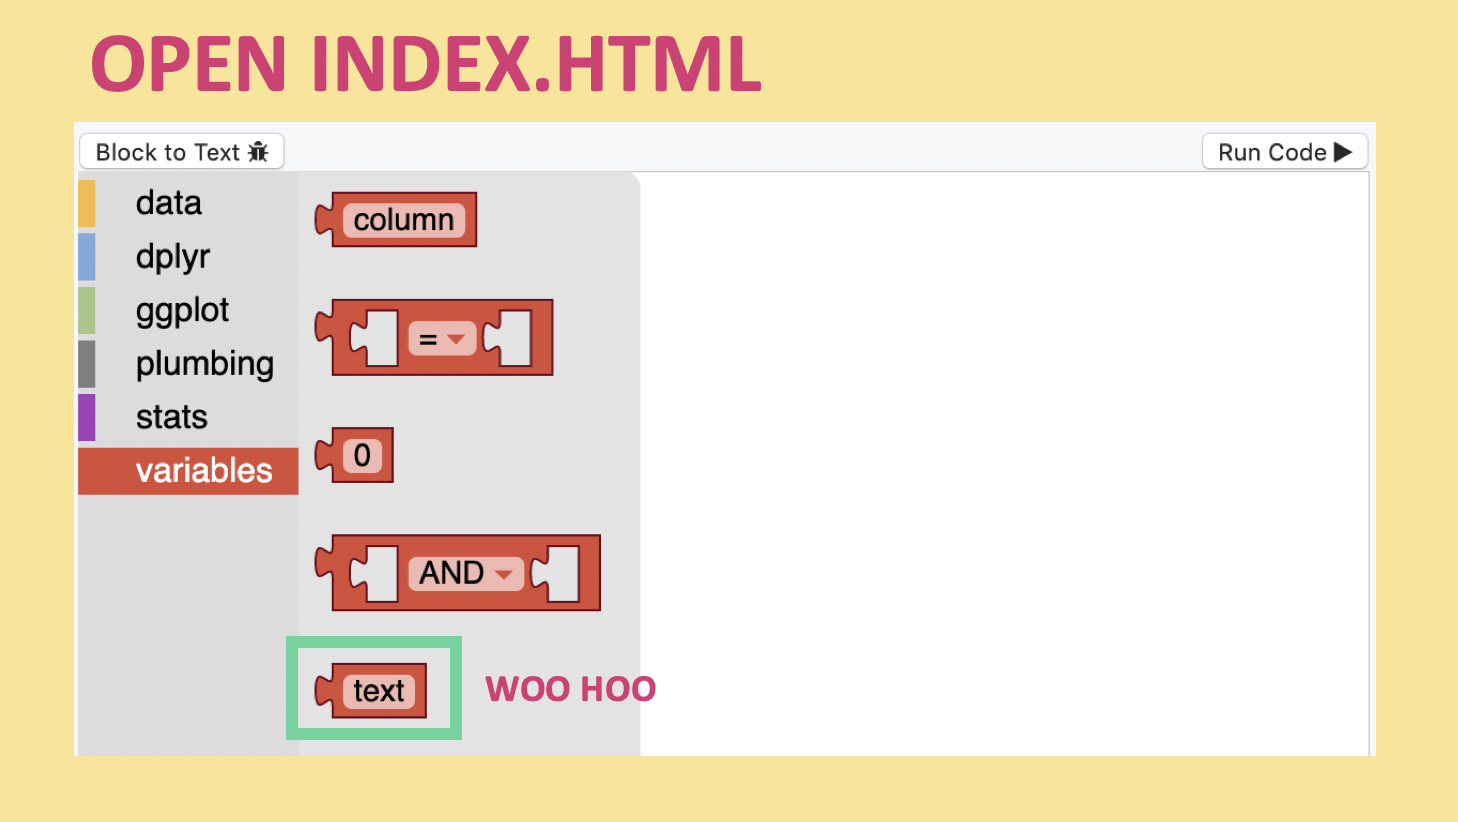 OPEN INDEX.HTML
Block to Text
Run Code
data
dplyr
ggplot
plumbing
stats
variables
column
=
0
AND
text
WOO HOO